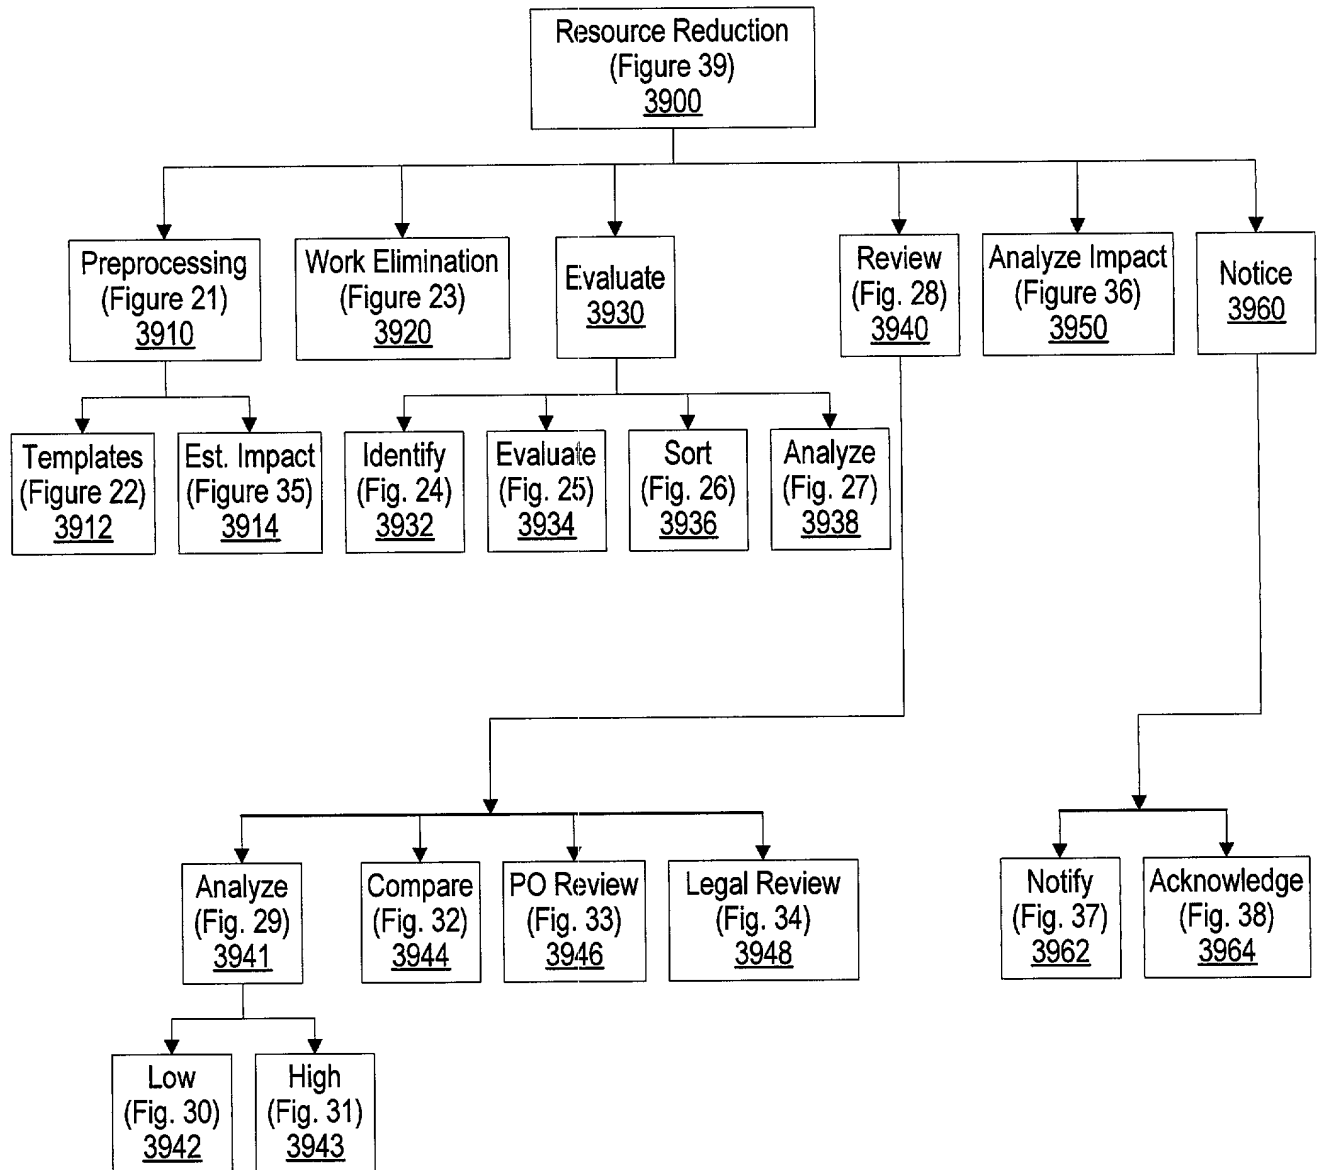 Resource Reduction
(Figure 39)
3900
Preprocessing
(Figure 21)
3910
Work Elimination
(Figure 23)
3920
Evaluate
3930
Review
(Fig. 28)
3940
Analyze Impact
(Figure 36)
3950
Notice
3960
Templates
(Figure 22)
3912
Est. Impact
(Figure 35)
3914
Identify
(Fig. 24)
3932
Evaluate
(Fig. 25)
3934
Sort
(Fig. 26)
3936
Analyze
(Fig. 27)
3938
Analyze
(Fig. 29)
3941
Compare
(Fig. 32)
3944
PO Review
(Fig. 33)
3946
Legal Review
(Fig. 34)
3948
Notify
(Fig. 37)
3962
Acknowledge
(Fig. 38)
3964
Low
(Fig. 30)
3942
High
(Fig. 31)
3943